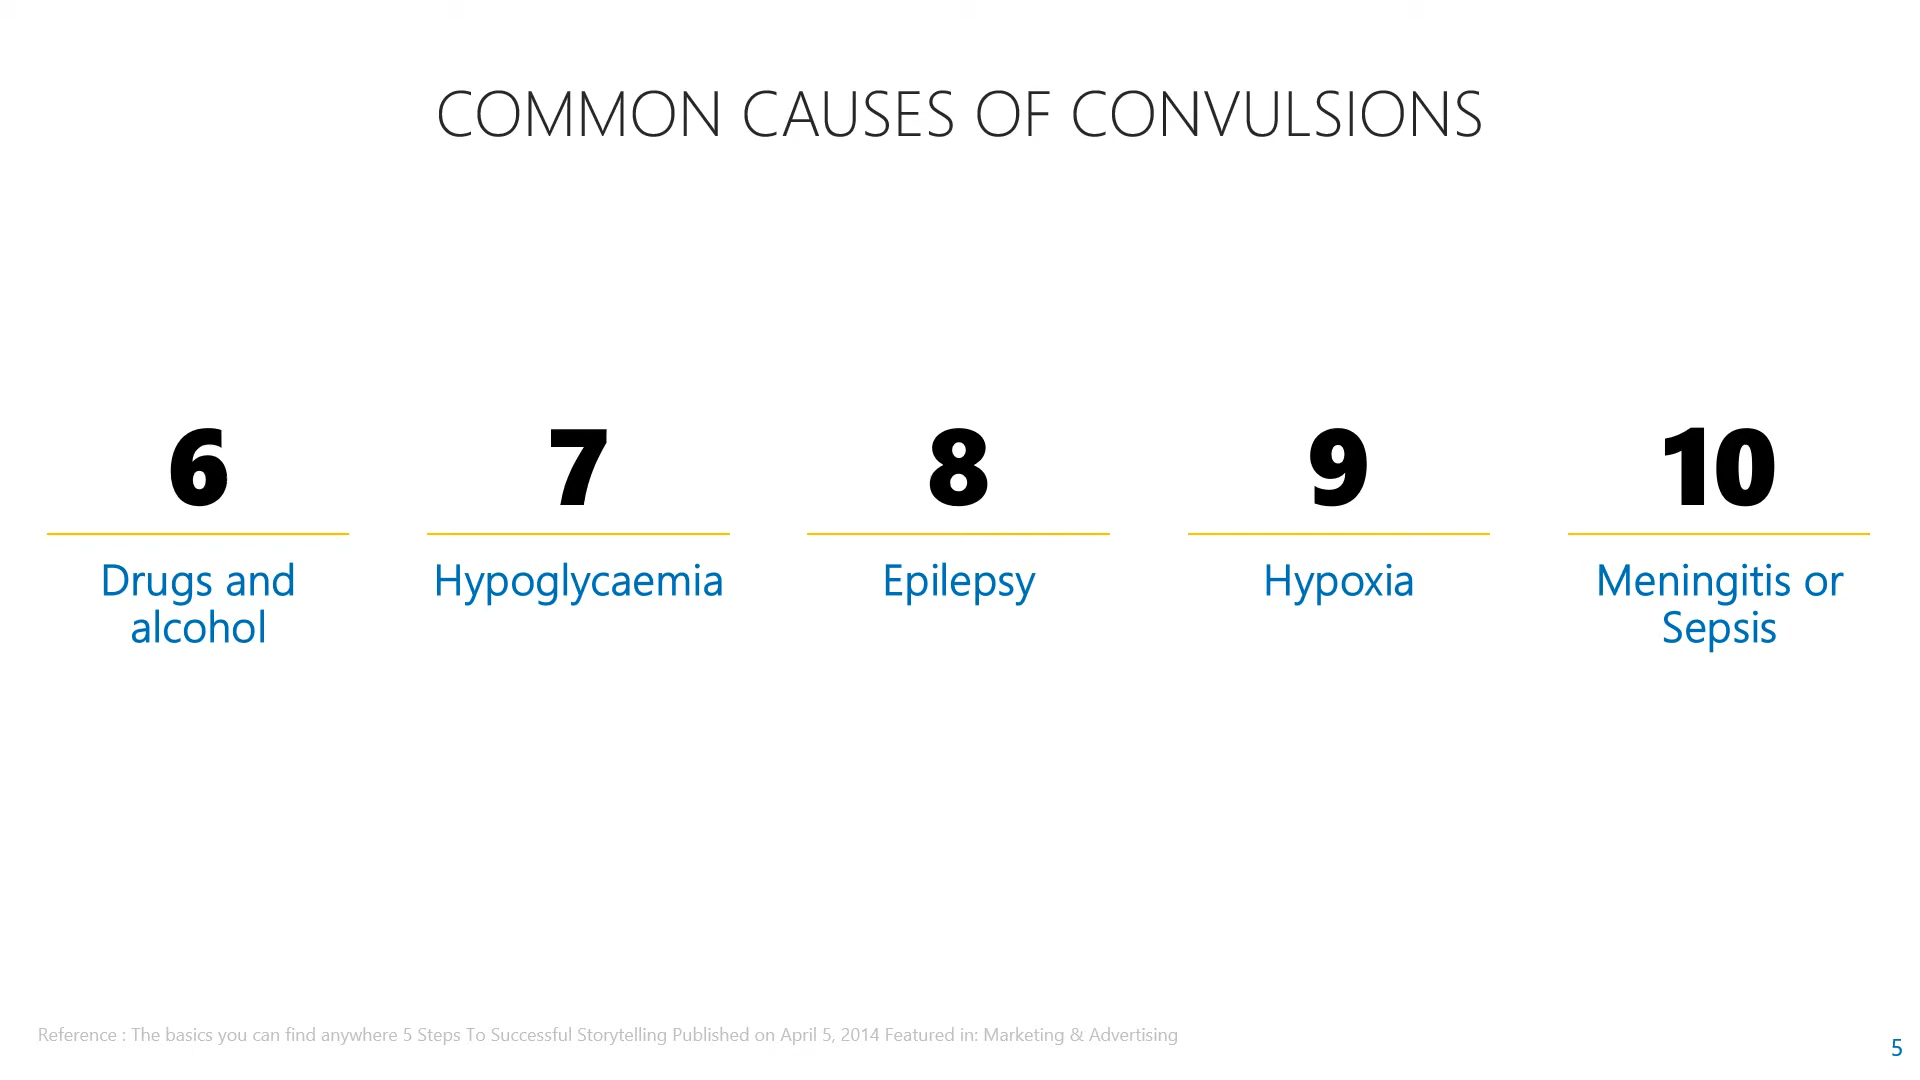 COMMON CAUSES OF CONVULSIONS
6
7
8
9
10
Drugs and
alcohol
Hypoglycaemia
Epilepsy
Hypoxia
Meningitis or
Sepsis
Reference : The basics you can find anywhere 5 Steps To Successful Storytelling Published on April 5, 2014 Featured in: Marketing & Advertising
5